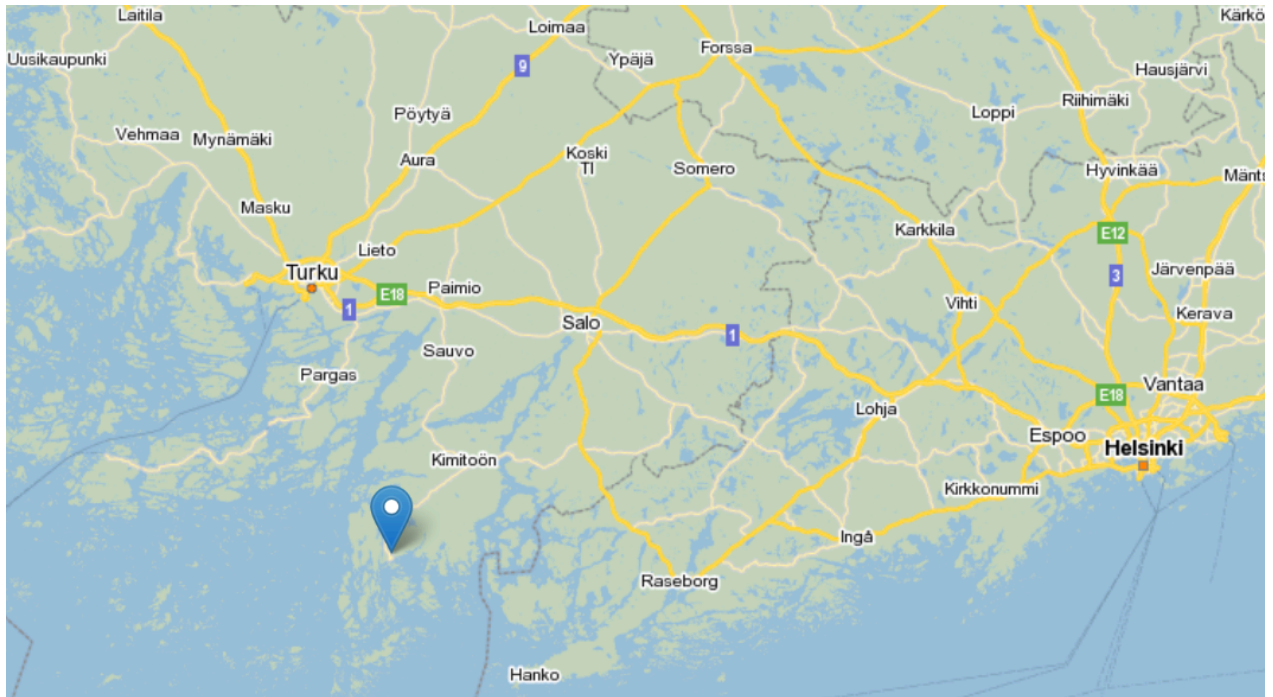 Laitila
Loimaa
Kärkö
Uusikaupunki
Ypäjä
Forssa
9
Hausjärvi
Riihimäki
Pöytyä
Loppi
Vehmaa
Mynämäki
Aura
Koski
Tl
Somero
Hyvinkää
Mänts
Masku
Lieto
Karkkila
E12
Turku
Järvenpää
3
E18
Paimio
1
Vihti
Kerava
Salo
1
Sauvo
Pargas
Vantaa
E18
Lohja
Espoo
Helsinki
Kimitoön
Kirkkonummi
Ingå
Raseborg
Hanko